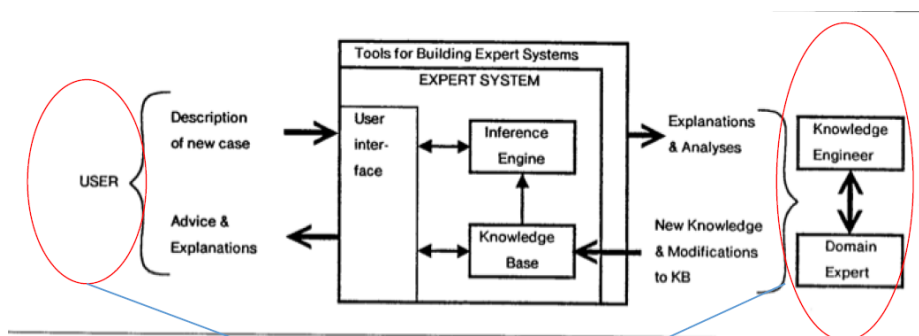 Tools for Building Expert Systems
EXPERT SYSTEM
USER
Description
of new case
Advice &
Explanations
User
inter-
face
Inference
Engine
Knowledge
Base
Explanations
& Analyses
New Knowledge
& Modifications
to KB
Knowledge
Engineer
Domain
Expert